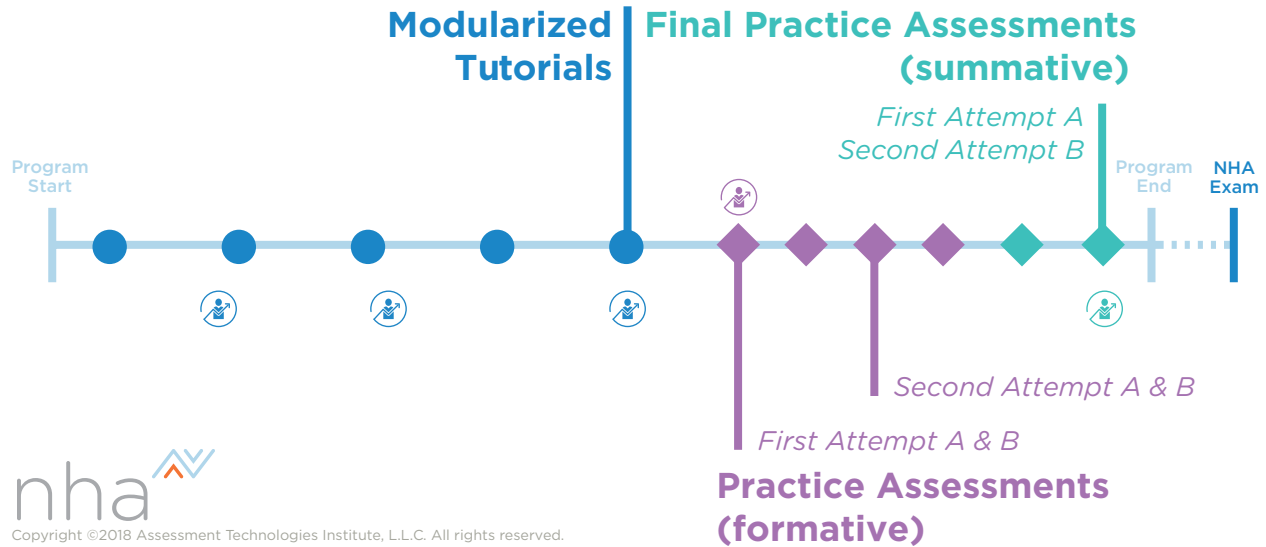 Modularized
Tutorials
Final Practice Assessments
(summative)
First Attempt A
Second Attempt B
Program
Start
Program
End
NHA
Exam
Second Attempt A & B
First Attempt A & B
Practice Assessments
(formative)
nha
Copyright ©2018 Assessment Technologies Institute, L.L.C. All rights reserved.